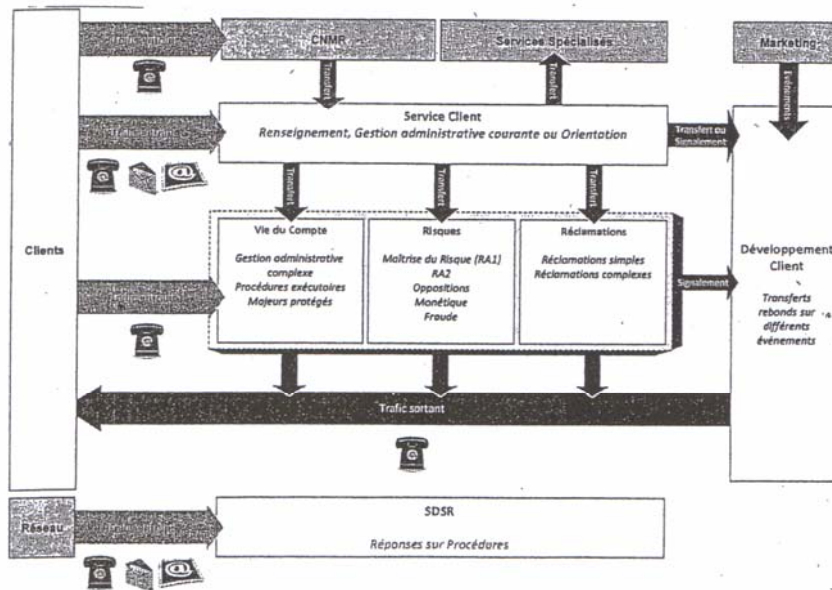 CNMR
Services Spécialisés
Marketing
Transfert
Transfert
Evénements
Service Client
Renseignement, Gestion administrative courante ou Orientation
Transfert ou
Signalement
Transfert
Transfert
Transfert
Clients
Vie du Compte
Gestion administrative
complexe
Procédures exécutoires
Majeurs protégés
Risques
Maîtrise du Risque (RA1)
RA2
Oppositions
Monétique
Fraude
Réclamations
Réclamations simples
Réclamations complexes
Signalement
Développement
Client
Transferts
rebonds sur
différents
événements
Trafic sortant
Réseau
SDSR
Réponses sur Procédures